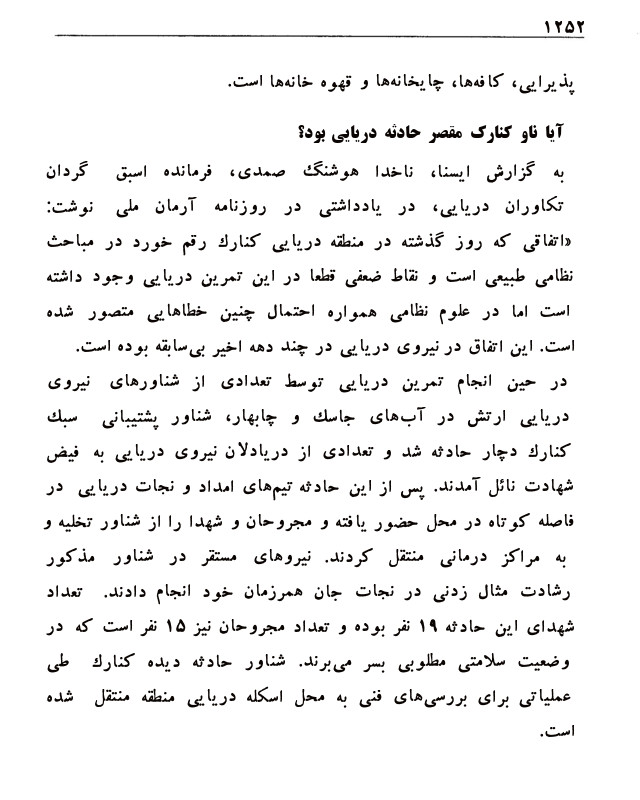 ۱۲۵۲
پذیرایی، کافه‌ها، چایخانه‌ها و قهوه خانه‌ها است.
آیا ناو کنارک مقصر حادثه دریایی بود؟
به گزارش ایسنا، ناخدا هوشنگ صمدی، فرمانده اسبق گردان
تکاوران دریایی، در یادداشتی در روزنامه آرمان ملی نوشت:
«اتفاقی که روز گذشته در منطقه دریایی کنارک رقم خورد در مباحث
نظامی طبیعی است و نقاط ضعفی قطعا در این تمرین دریایی وجود داشته
است اما در علوم نظامی همواره احتمال چنین خطاهایی متصور شده
است. این اتفاق در نیروی دریایی در چند دهه اخیر بی‌سابقه بوده است.
در حین انجام تمرین دریایی توسط تعدادی از شناورهای نیروی
دریایی ارتش در آب‌های جاسک و چابهار، شناور پشتیبانی سبک
کنارک دچار حادثه شد و تعدادی از دریادلان نیروی دریایی به فیض
شهادت نائل آمدند. پس از این حادثه تیم‌های امداد و نجات دریایی در
فاصله کوتاه در محل حضور یافته و مجروحان و شهدا را از شناور تخلیه و
به مراکز درمانی منتقل کردند. نیروهای مستقر در شناور مذکور
رشادت مثال زدنی در نجات جان همرزمان خود انجام دادند. تعداد
شهدای این حادثه ۱۹ نفر بوده و تعداد مجروحان نیز ۱۵ نفر است که در
وضعیت سلامتی مطلوبی بسر می‌برند. شناور حادثه دیده کنارک طی
عملیاتی برای بررسی‌های فنی به محل اسکله دریایی منطقه منتقل شده
است.